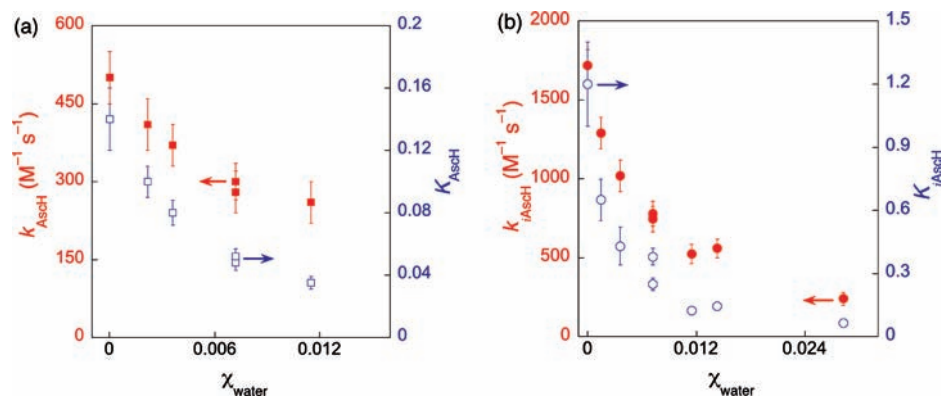 (a)
600
450
300
150
0
k_AscH (M⁻¹ s⁻¹)
0.2
0.16
0.12
0.08
0.04
0
K_AscH
0 0.006 0.012
χ_water
(b)
2000
1500
1000
500
0
k_iAscH (M⁻¹ s⁻¹)
1.5
1.2
0.9
0.6
0.3
0
K_iAscH
0 0.012 0.024
χ_water